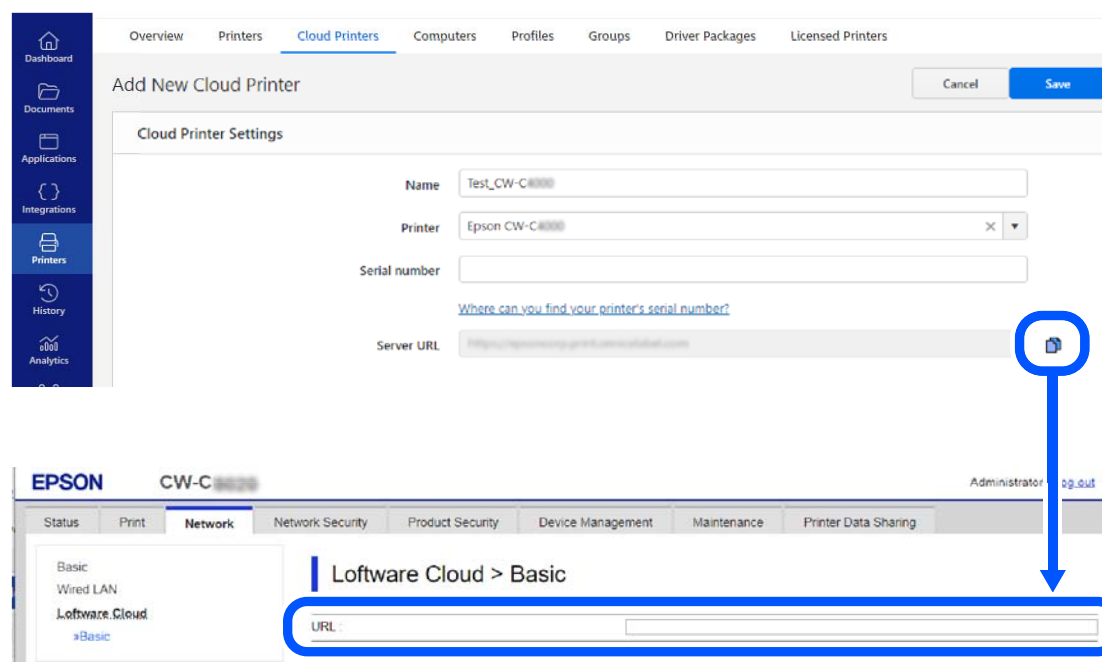 Overview Printers Cloud Printers Computers Profiles Groups Driver Packages Licensed Printers
Dashboard
Documents
Applications
Integrations
Printers
History
Analytics
Add New Cloud Printer
Cancel Save
Cloud Printer Settings
Name Test_CW-C
Printer Epson CW-C
Serial number
Where can you find your printer's serial number?
Server URL
EPSON CW-C
Administrator
Status Print Network Network Security Product Security Device Management Maintenance Printer Data Sharing
Basic
Wired LAN
Loftware Cloud
»Basic
Loftware Cloud > Basic
URL :